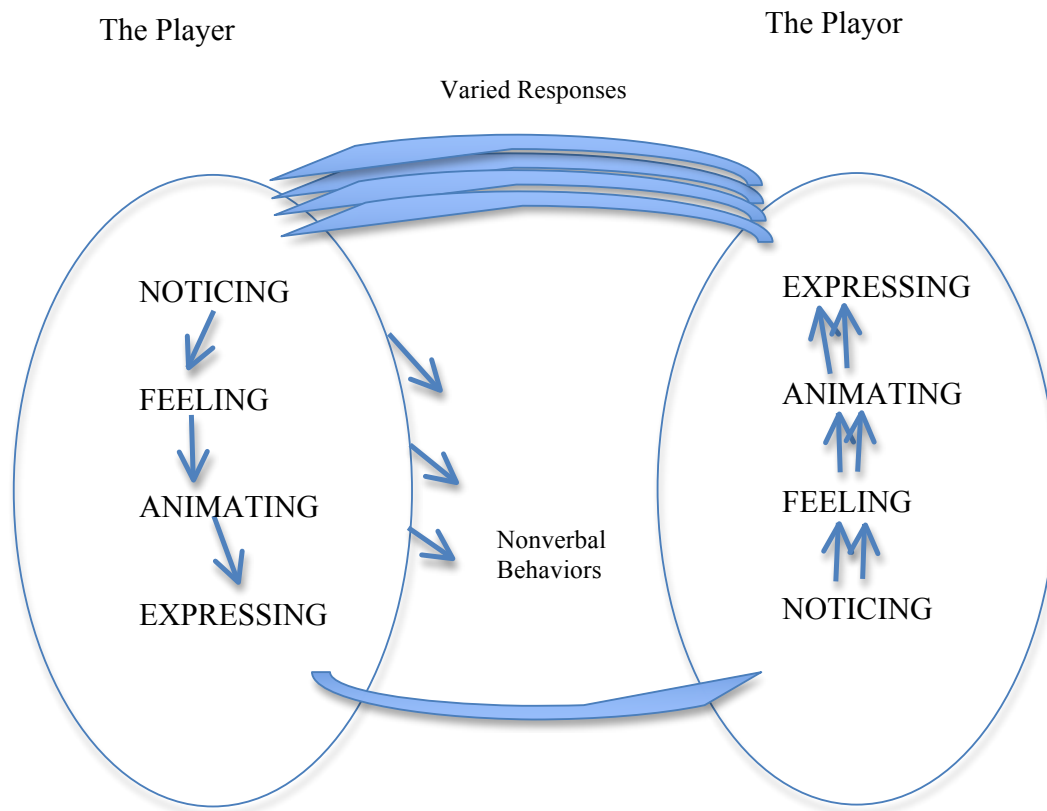 The Player
The Playor
Varied Responses
NOTICING
FEELING
ANIMATING
EXPRESSING
Nonverbal
Behaviors
EXPRESSING
ANIMATING
FEELING
NOTICING